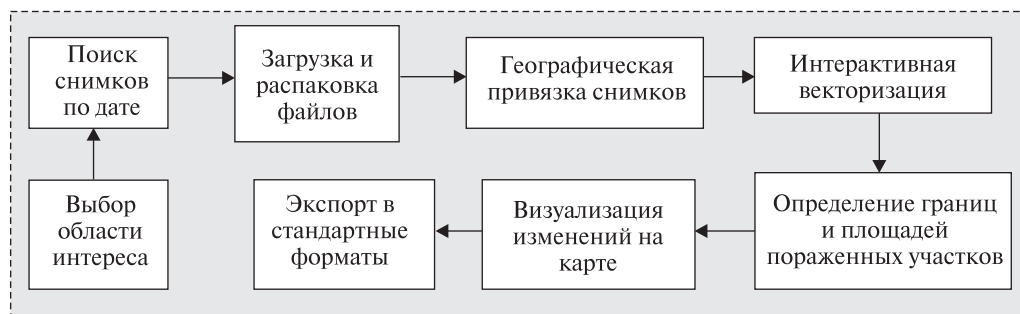 Поиск
снимков
по дате
Загрузка и
распаковка
файлов
Географическая
привязка снимков
Интерактивная
векторизация
Выбор
области
интереса
Экспорт в
стандартные
форматы
Визуализация
изменений на
карте
Определение границ
и площадей
пораженных участков